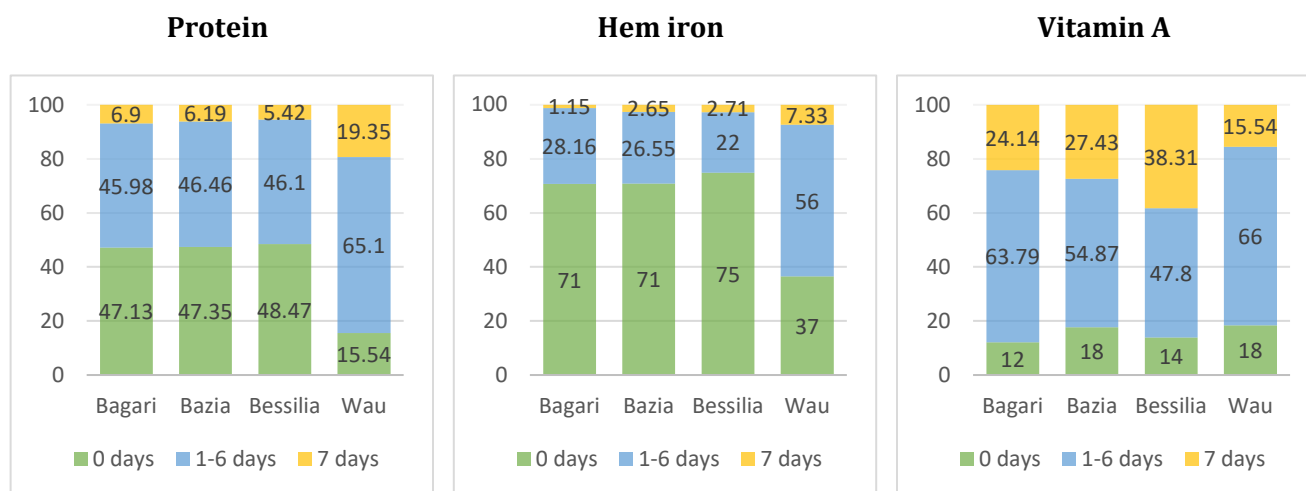 Protein
100
80
60
40
20
0
6.9 6.19 5.42 19.35
45.98 46.46 46.1 65.1
47.13 47.35 48.47 15.54
Bagari Bazia Bessilia Wau
0 days 1-6 days 7 days
Hem iron
100
80
60
40
20
0
1.15 2.65 2.71 7.33
28.16 26.55 22 56
71 71 75 37
Bagari Bazia Bessilia Wau
0 days 1-6 days 7 days
Vitamin A
100
80
60
40
20
0
24.14 27.43 38.31 15.54
63.79 54.87 47.8 66
12 18 14 18
Bagari Bazia Bessilia Wau
0 days 1-6 days 7 days